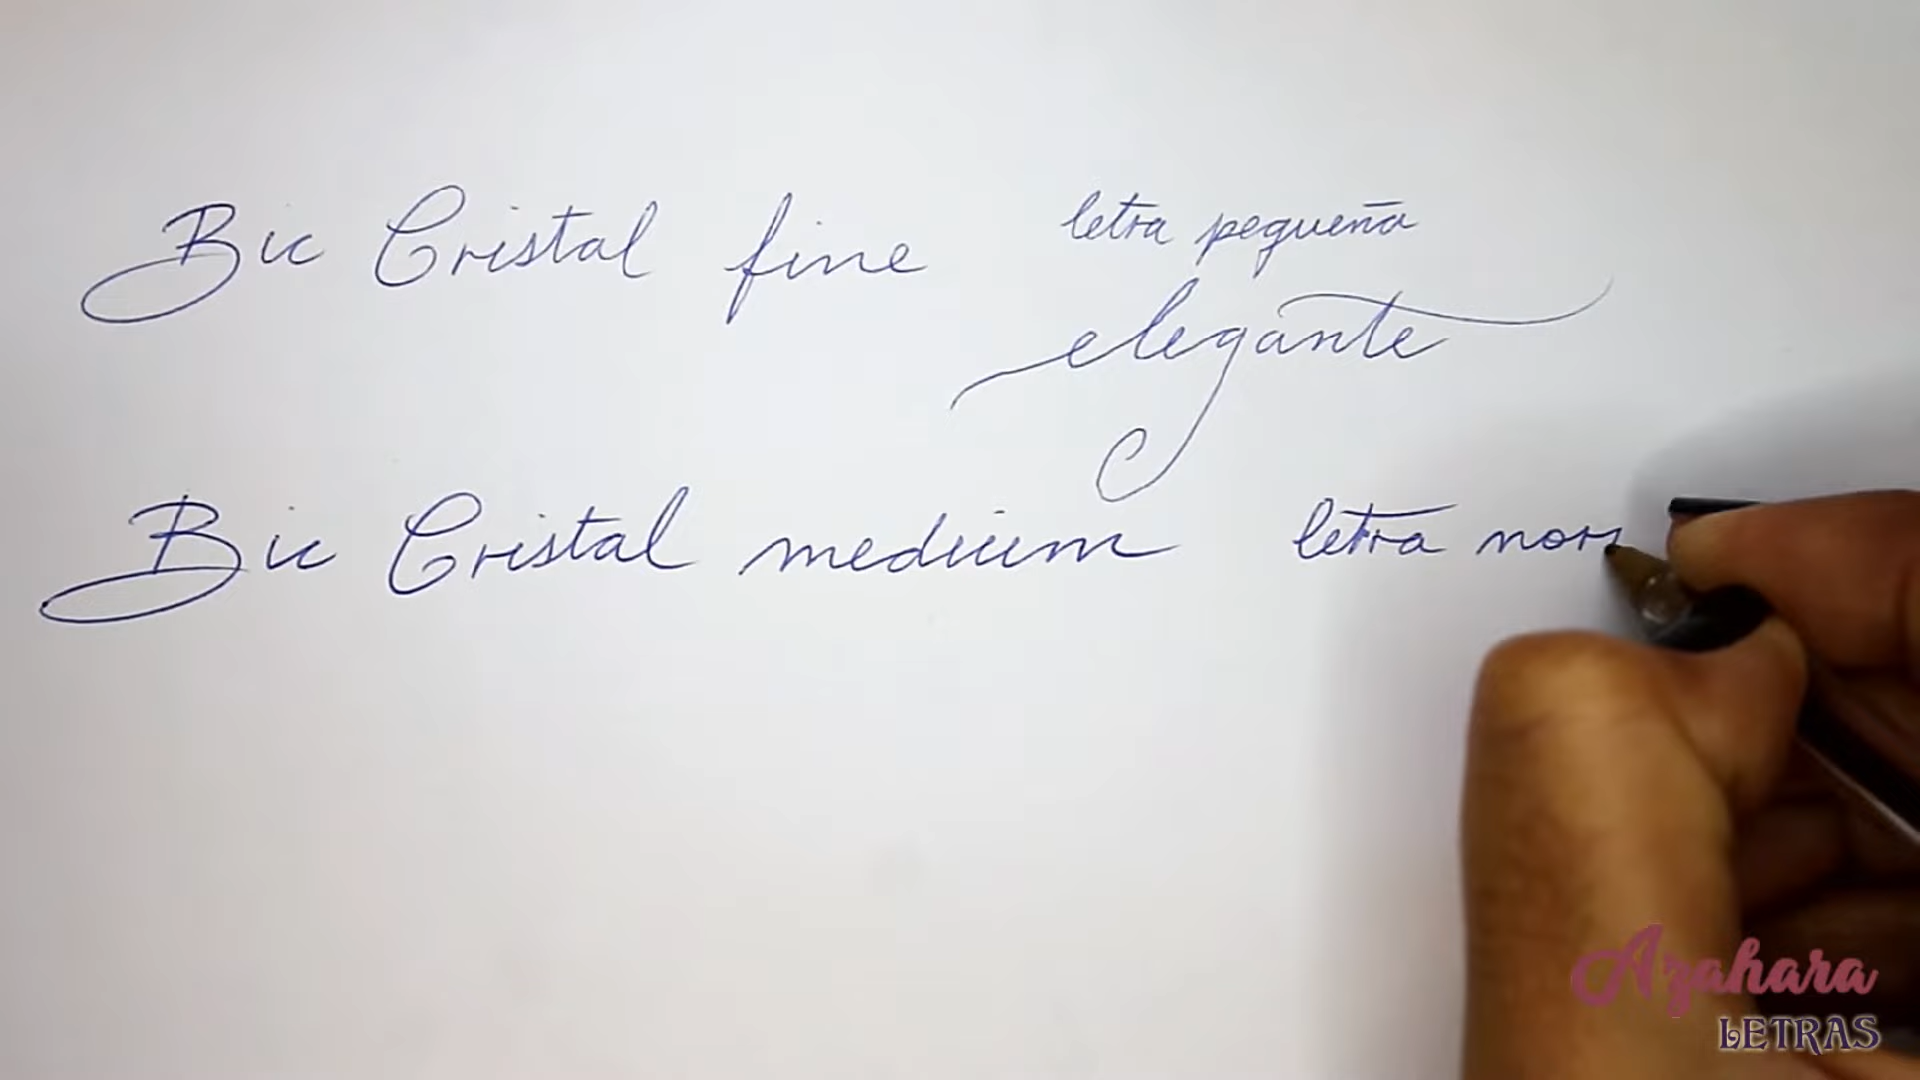 Bic Cristal fine letra pequeña
elegante
Bic Cristal medium letra nor
Azahara
LETRAS